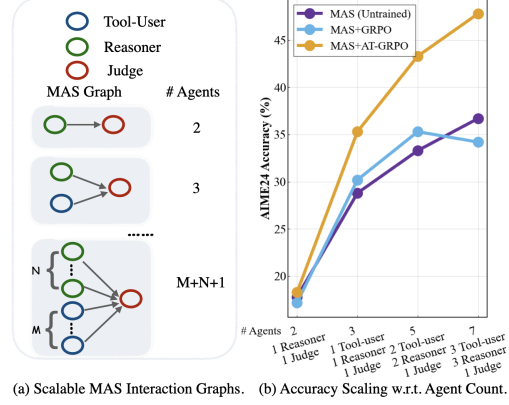 Tool-User
Reasoner
Judge
MAS Graph
# Agents
2
3
......
N
M
M+N+1
(a) Scalable MAS Interaction Graphs.
MAS (Untrained)
MAS+GRPO
MAS+AT-GRPO
AIME24 Accuracy (%)
45
40
35
30
25
20
# Agents
2
1 Reasoner
1 Judge
3
1 Tool-user
1 Reasoner
1 Judge
5
2 Tool-user
2 Reasoner
1 Judge
7
3 Tool-user
3 Reasoner
1 Judge
(b) Accuracy Scaling w.r.t. Agent Count.